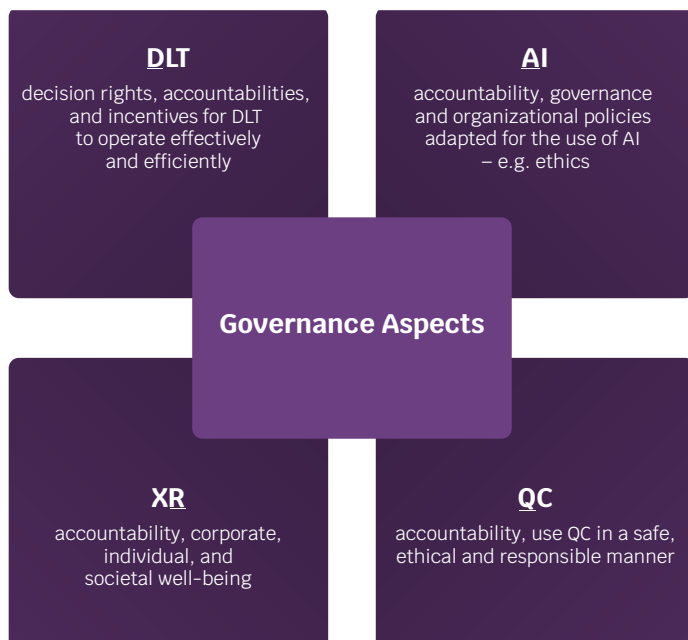 DLT
decision rights, accountabilities,
and incentives for DLT
to operate effectively
and efficiently
AI
accountability, governance
and organizational policies
adapted for the use of AI
– e.g. ethics
Governance Aspects
XR
accountability, corporate,
individual, and
societal well-being
QC
accountability, use QC in a safe,
ethical and responsible manner